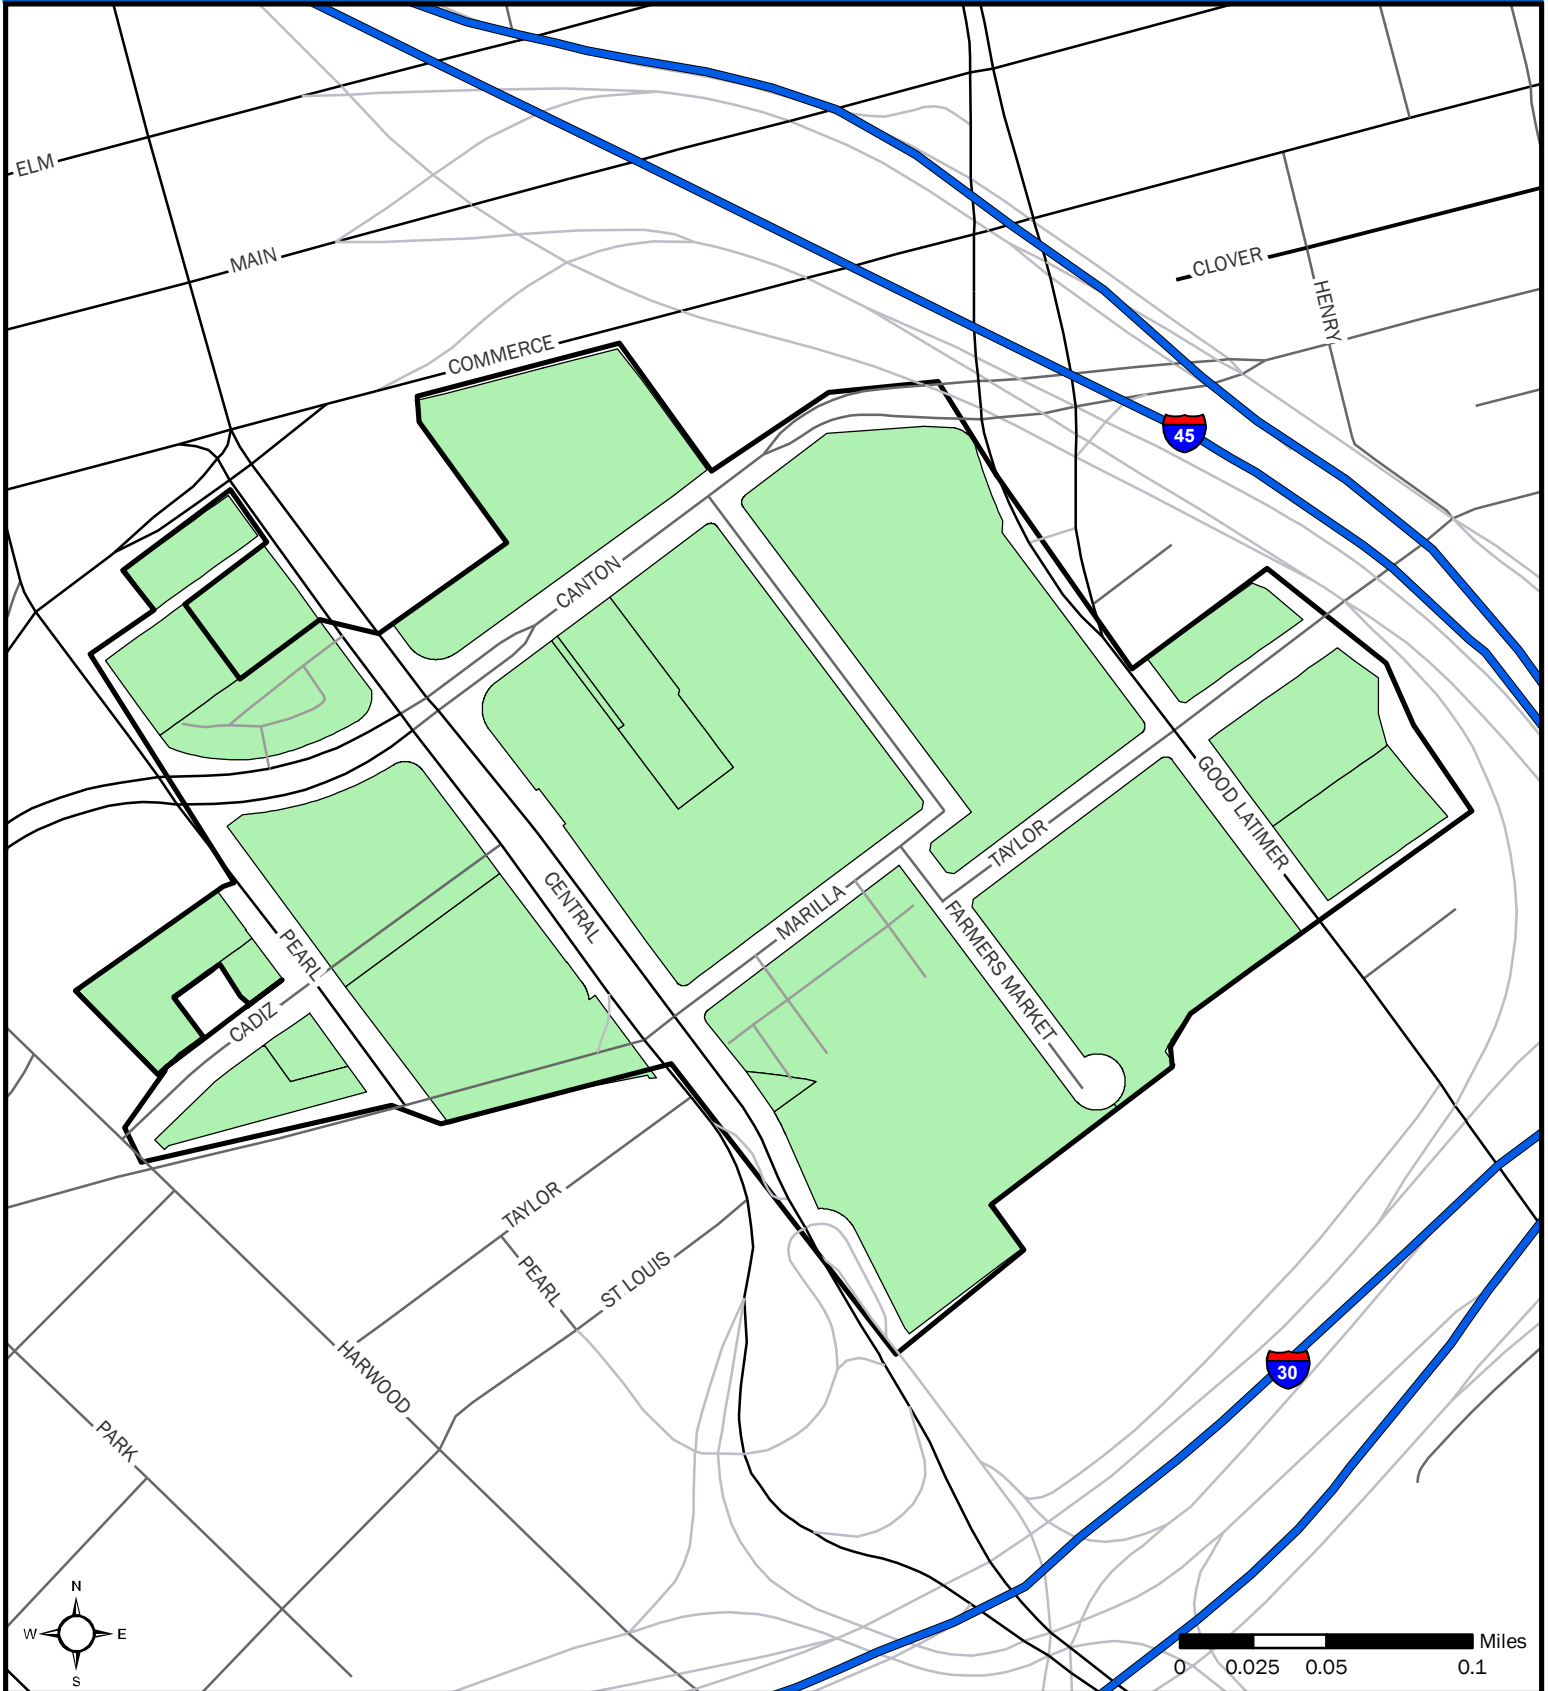 ELM
MAIN
CLOVER
HENRY
COMMERCE
45
CANTON
GOOD LATIMER
TAYLOR
CENTRAL
MARILLA
FARMERS MARKET
PEARL
CADIZ
TAYLOR
PEARL
ST LOUIS
HARWOOD
30
PARK
N
W E
S
Miles
0 0.025 0.05 0.1